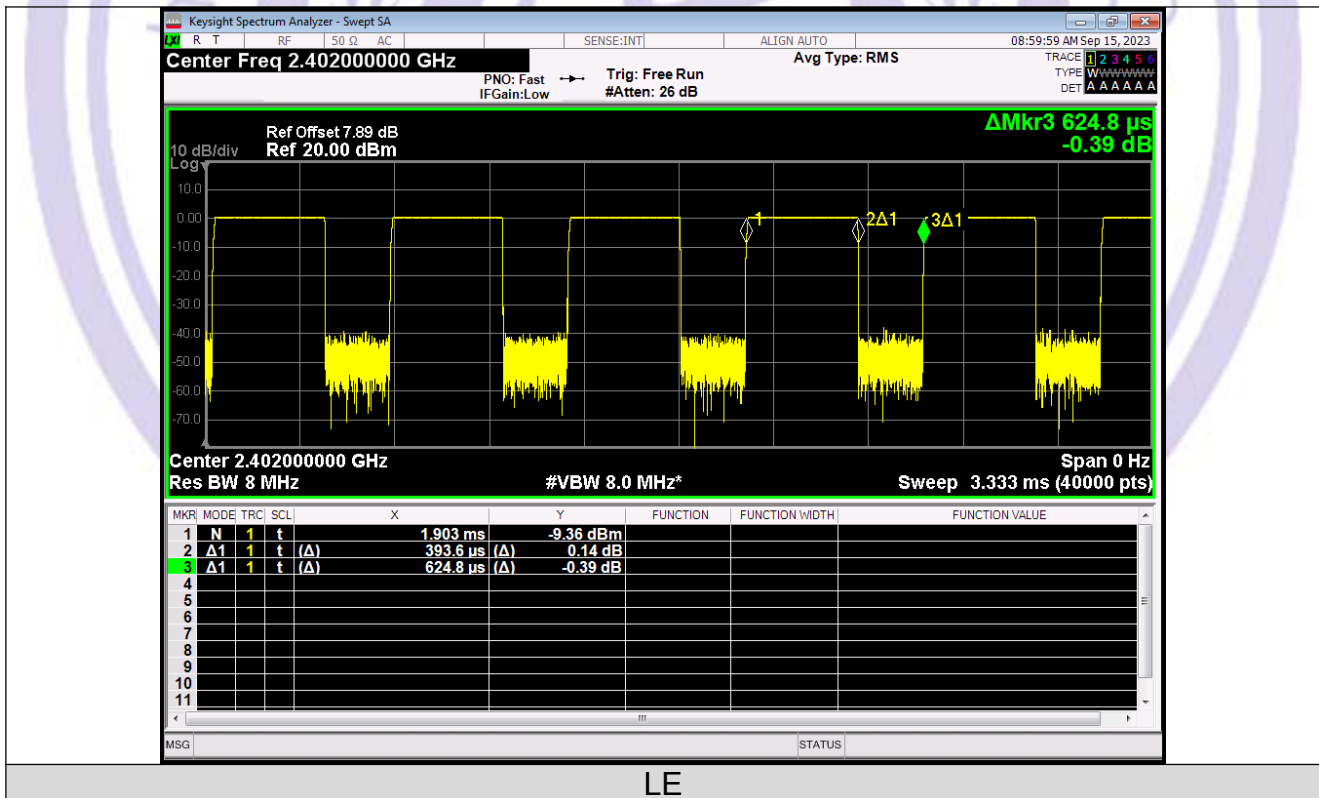 Keysight Spectrum Analyzer - Swept SA
LXI R T RF 50 Ω AC SENSE:INT ALIGN AUTO 08:59:59 AM Sep 15, 2023
Center Freq 2.402000000 GHz Avg Type: RMS TRACE 1 2 3 4 5 6
PNO: Fast Trig: Free Run TYPE WWWWWW
IFGain:Low #Atten: 26 dB DET A A A A A A
ΔMkr3 624.8 µs
Ref Offset 7.89 dB
10 dB/div Ref 20.00 dBm -0.39 dB
Log
10.0
0.00 1 2Δ1 3Δ1
-10.0
-20.0
-30.0
-40.0
-50.0
-60.0
-70.0
Center 2.402000000 GHz Span 0 Hz
Res BW 8 MHz #VBW 8.0 MHz* Sweep 3.333 ms (40000 pts)
MKR MODE TRC SCL X Y FUNCTION FUNCTION WIDTH FUNCTION VALUE
1 N 1 t 1.903 ms -9.36 dBm
2 Δ1 1 t (Δ) 393.6 µs (Δ) 0.14 dB
3 Δ1 1 t (Δ) 624.8 µs (Δ) -0.39 dB
4
5
6
7
8
9
10
11
MSG STATUS
LE